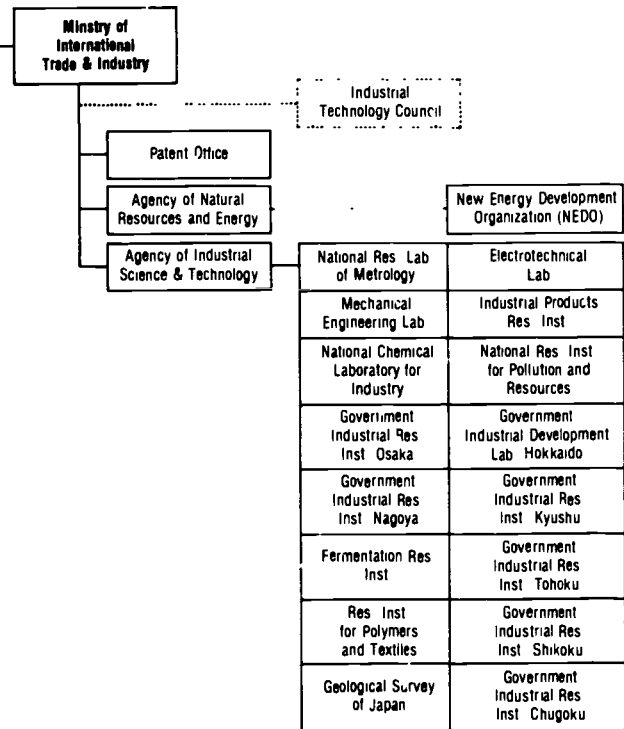 Minstry of
International
Trade & Industry
Industrial
Technology Council
Patent Office
Agency of Natural
Resources and Energy
New Energy Development
Organization (NEDO)
Agency of Industrial
Science & Technology
National Res Lab
of Metrology
Electrotechnical
Lab
Mechanical
Engineering Lab
Industrial Products
Res Inst
National Chemical
Laboratory for
Industry
National Res Inst
for Pollution and
Resources
Government
Industrial Res
Inst Osaka
Government
Industrial Development
Lab Hokkaido
Government
Industrial Res
Inst Nagoya
Government
Industrial Res
Inst Kyushu
Fermentation Res
Inst
Government
Industrial Res
Inst Tohoku
Res Inst
for Polymers
and Textiles
Government
Industrial Res
Inst Shikoku
Geological Survey
of Japan
Government
Industrial Res
Inst Chugoku